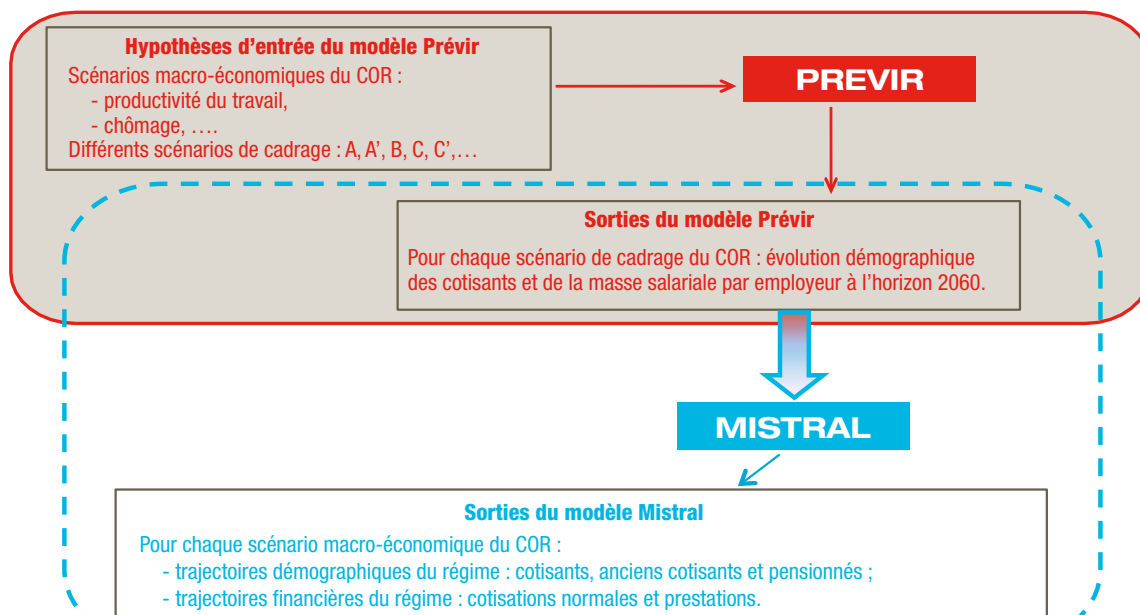 Hypothèses d'entrée du modèle Prévir
Scénarios macro-économiques du COR :
- productivité du travail,
- chômage, ….
Différents scénarios de cadrage : A, A', B, C, C',…
PREVIR
Sorties du modèle Prévir
Pour chaque scénario de cadrage du COR : évolution démographique
des cotisants et de la masse salariale par employeur à l'horizon 2060.
MISTRAL
Sorties du modèle Mistral
Pour chaque scénario macro-économique du COR :
- trajectoires démographiques du régime : cotisants, anciens cotisants et pensionnés ;
- trajectoires financières du régime : cotisations normales et prestations.